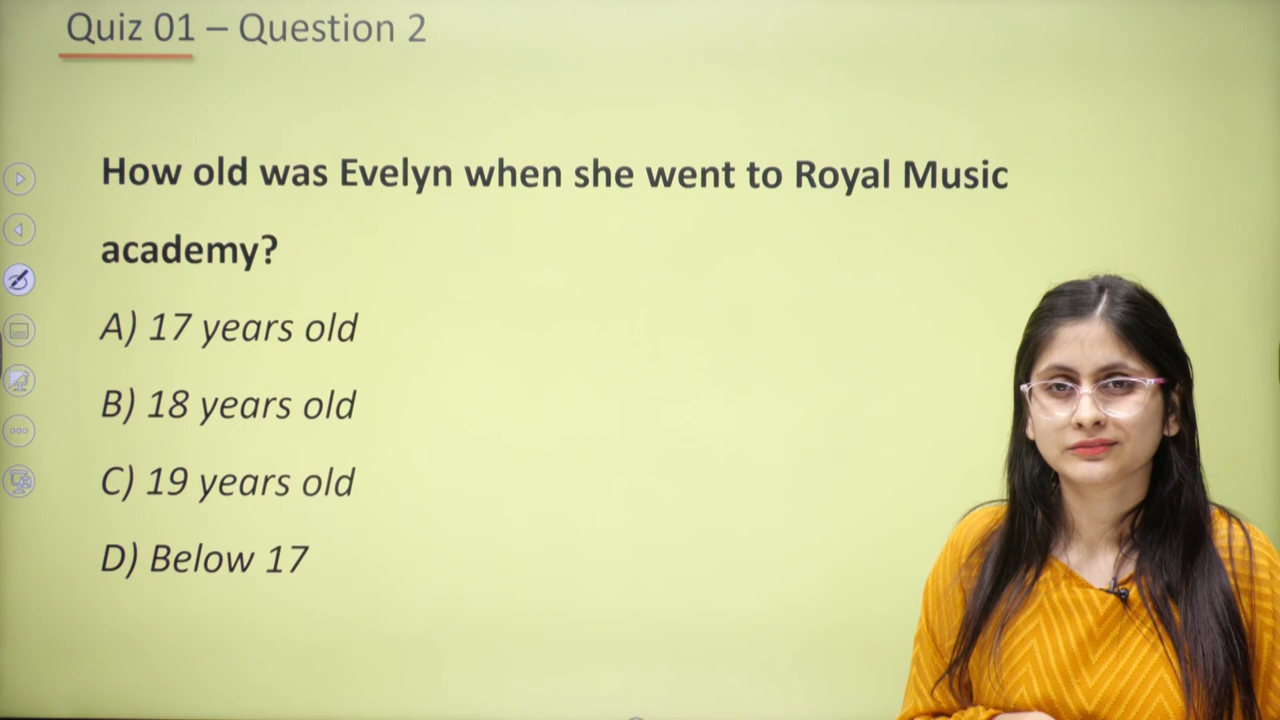 Quiz 01 – Question 2
How old was Evelyn when she went to Royal Music
academy?
A) 17 years old
B) 18 years old
C) 19 years old
D) Below 17